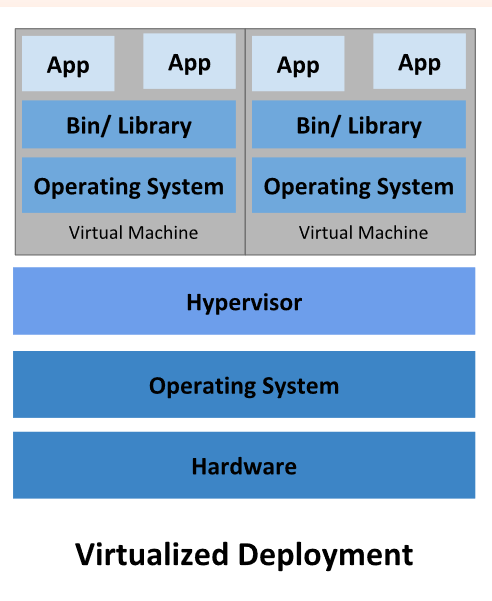 App App App App
Bin/ Library Bin/ Library
Operating System Operating System
Virtual Machine Virtual Machine
Hypervisor
Operating System
Hardware
Virtualized Deployment